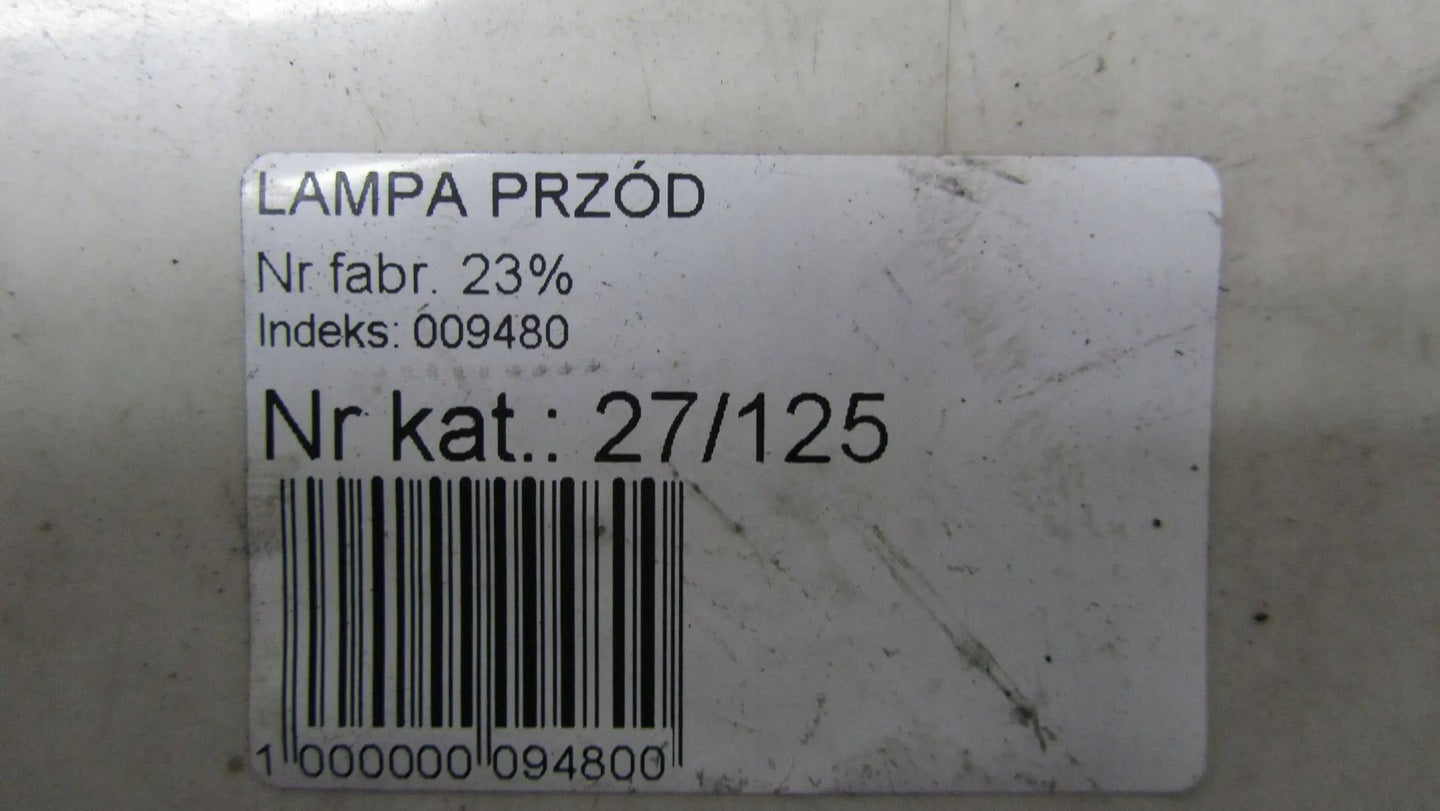 LAMPA PRZÓD
Nr fabr. 23%
Indeks: 009480
Nr kat.: 27/125
1 000000 094800